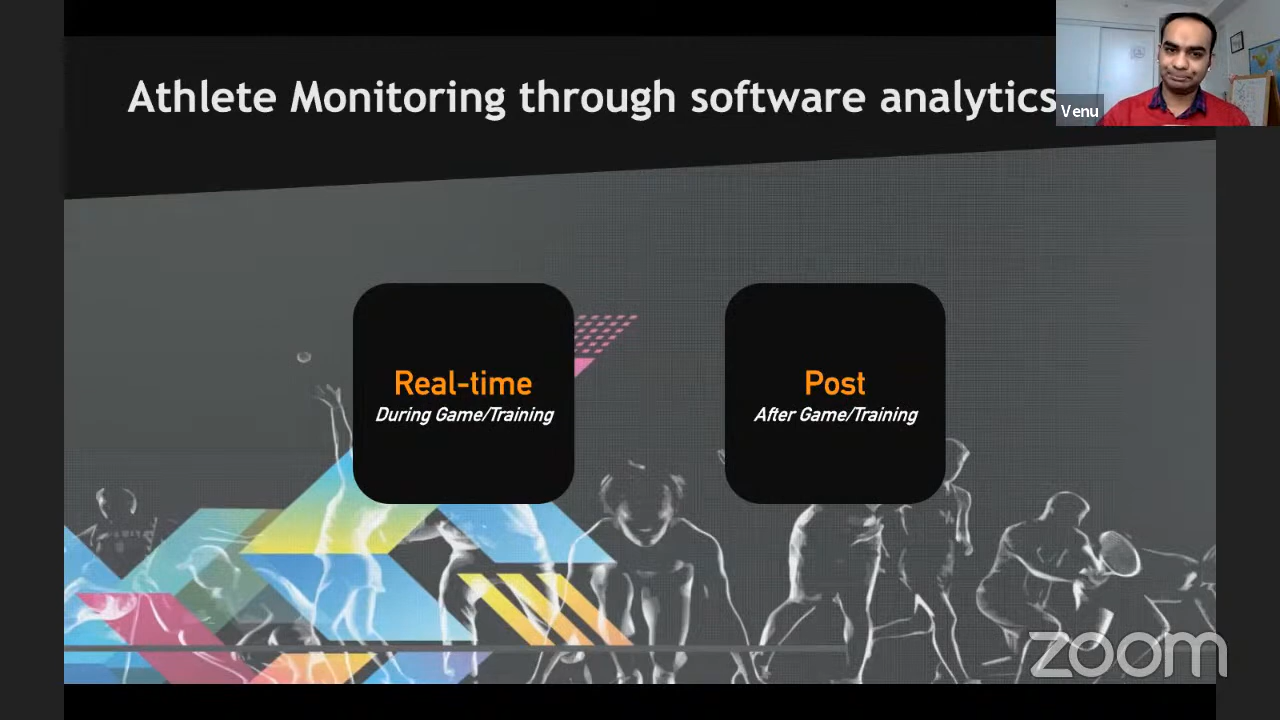 Athlete Monitoring through software analytics
Venu
Real-time
During Game/Training
Post
After Game/Training
zoom